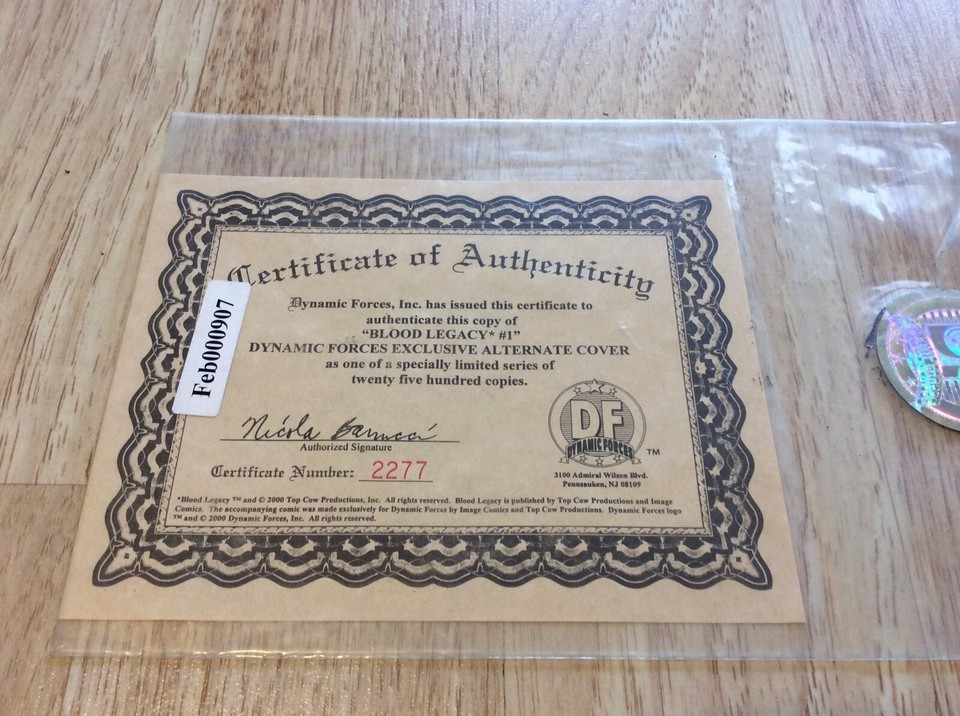 Certificate of Authenticity
Dynamic Forces, Inc. has issued this certificate to
authenticate this copy of
“BLOOD LEGACY* #1”
DYNAMIC FORCES EXCLUSIVE ALTERNATE COVER
as one of a specially limited series of
twenty five hundred copies.
Feb000907
Nicola Barrucci
Authorized Signature
Certificate Number: 2277
DF
DYNAMIC FORCES
TM
3100 Admiral Wilson Blvd.
Pennsauken, NJ 08109
*Blood Legacy ™ and © 2000 Top Cow Productions, Inc. All rights reserved. Blood Legacy is published by Top Cow Productions and Image
Comics. The accompanying comic was made exclusively for Dynamic Forces by Image Comics and Top Cow Productions. Dynamic Forces logo
™ and © 2000 Dynamic Forces, Inc. All rights reserved.